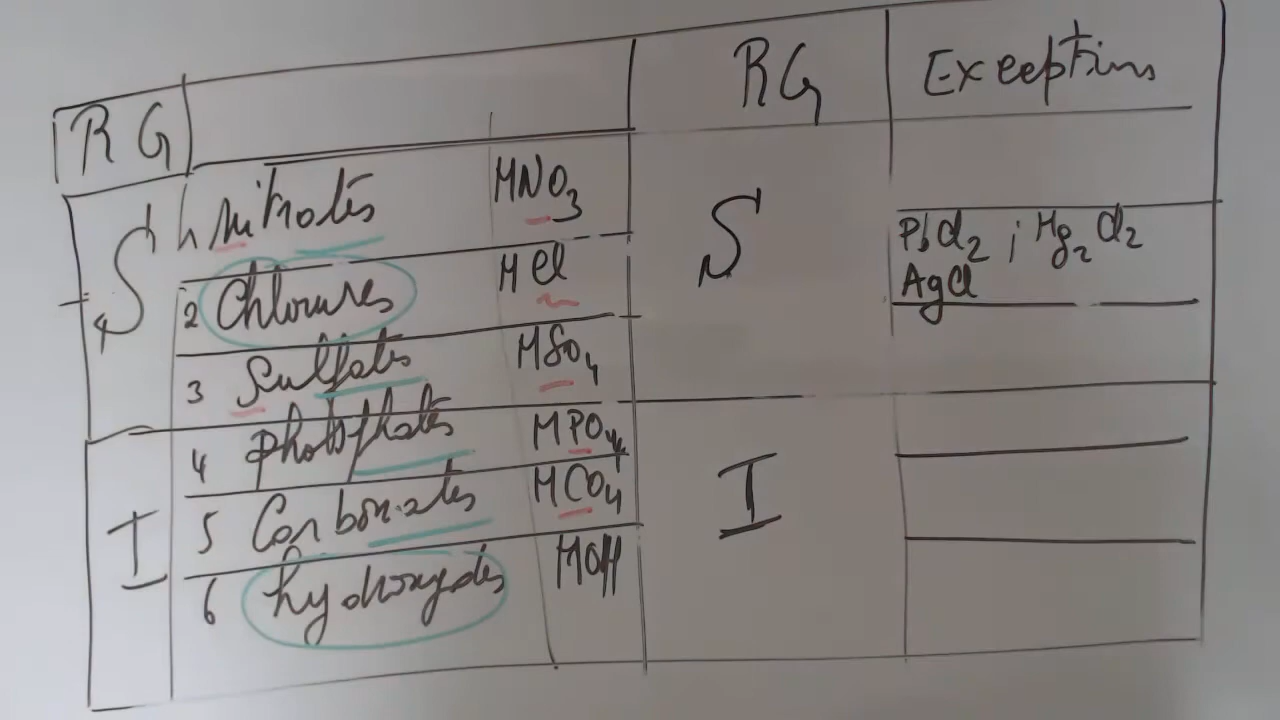 RG RG Exceptions
S 1 nitrates MNO3 S
2 Chlorures MCl PbCl2 ; Hg2Cl2
AgCl
3 Sulfates MSO4
4 phosphates MPO4
I 5 Carbonates MCO4 I
6 hydroxydes MOH